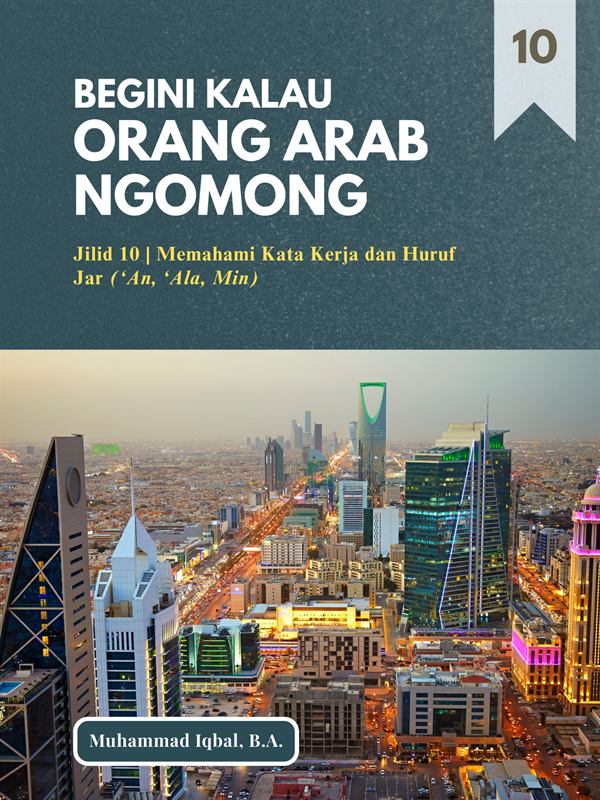 10
BEGINI KALAU
ORANG ARAB
NGOMONG
Jilid 10 | Memahami Kata Kerja dan Huruf
Jar (‘An, ‘Ala, Min)
Muhammad Iqbal, B.A.